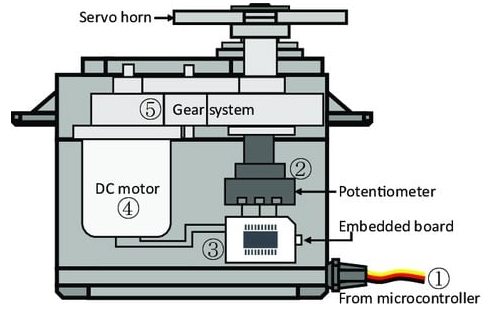 Servo horn
⑤ Gear system
②
DC motor
④
Potentiometer
Embedded board
③
①
From microcontroller